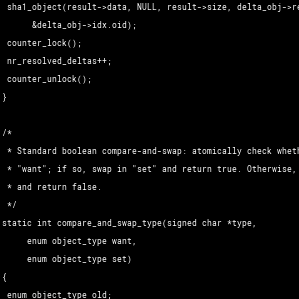 sha1_object(result->data, NULL, result->size, delta_obj->re
&delta_obj->idx.oid);
counter_lock();
nr_resolved_deltas++;
counter_unlock();
}
/*
* Standard boolean compare-and-swap: atomically check wheth
* "want"; if so, swap in "set" and return true. Otherwise,
* and return false.
*/
static int compare_and_swap_type(signed char *type,
enum object_type want,
enum object_type set)
{
enum object_type old;